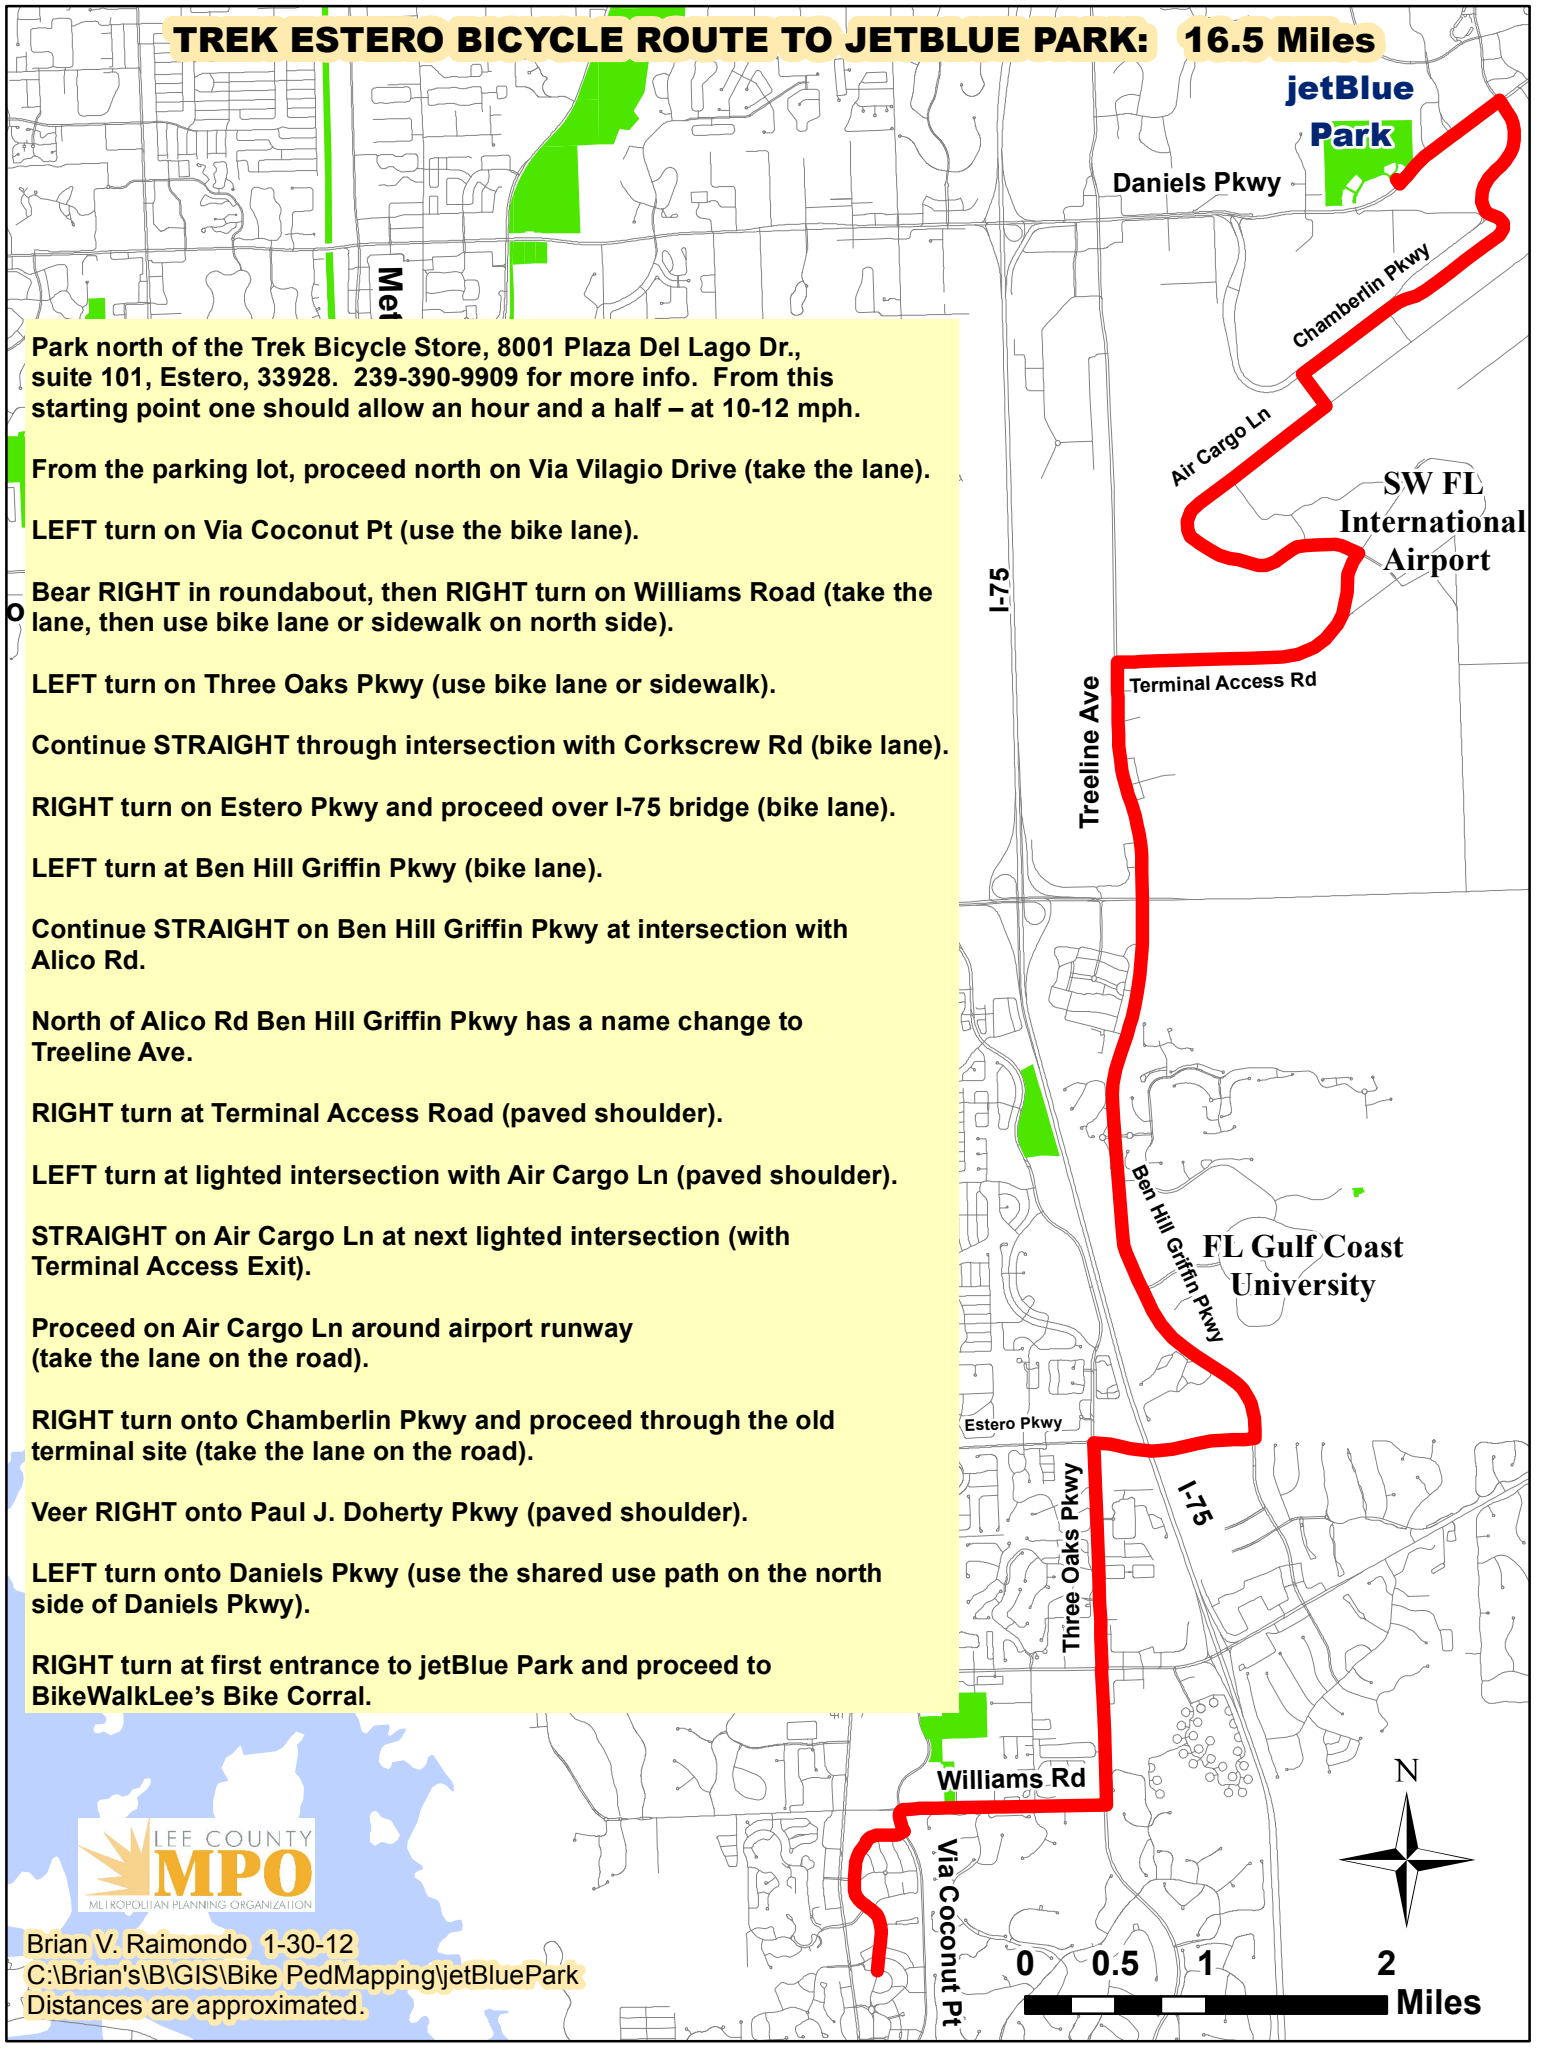 TREK ESTERO BICYCLE ROUTE TO JETBLUE PARK: 16.5 Miles
jetBlue
Park
Daniels Pkwy
Chamberlin Pkwy
Met
Park north of the Trek Bicycle Store, 8001 Plaza Del Lago Dr.,
suite 101, Estero, 33928. 239-390-9909 for more info. From this
starting point one should allow an hour and a half – at 10-12 mph.
From the parking lot, proceed north on Via Vilagio Drive (take the lane).
LEFT turn on Via Coconut Pt (use the bike lane).
Bear RIGHT in roundabout, then RIGHT turn on Williams Road (take the
lane, then use bike lane or sidewalk on north side).
LEFT turn on Three Oaks Pkwy (use bike lane or sidewalk).
Continue STRAIGHT through intersection with Corkscrew Rd (bike lane).
RIGHT turn on Estero Pkwy and proceed over I-75 bridge (bike lane).
LEFT turn at Ben Hill Griffin Pkwy (bike lane).
Continue STRAIGHT on Ben Hill Griffin Pkwy at intersection with
Alico Rd.
North of Alico Rd Ben Hill Griffin Pkwy has a name change to
Treeline Ave.
RIGHT turn at Terminal Access Road (paved shoulder).
LEFT turn at lighted intersection with Air Cargo Ln (paved shoulder).
STRAIGHT on Air Cargo Ln at next lighted intersection (with
Terminal Access Exit).
Proceed on Air Cargo Ln around airport runway
(take the lane on the road).
RIGHT turn onto Chamberlin Pkwy and proceed through the old
terminal site (take the lane on the road).
Veer RIGHT onto Paul J. Doherty Pkwy (paved shoulder).
LEFT turn onto Daniels Pkwy (use the shared use path on the north
side of Daniels Pkwy).
RIGHT turn at first entrance to jetBlue Park and proceed to
BikeWalkLee's Bike Corral.
o
Air Cargo Ln
SW FL
International
Airport
I-75
Terminal Access Rd
Treeline Ave
Ben Hill Griffin Pkwy
FL Gulf Coast
University
Estero Pkwy
I-75
Three Oaks Pkwy
Williams Rd
Via Coconut Pt
N
LEE COUNTY
MPO
METROPOLITAN PLANNING ORGANIZATION
Brian V. Raimondo 1-30-12
C:\Brian's\B\GIS\Bike PedMapping\jetBluePark
Distances are approximated.
0 0.5 1 2
Miles